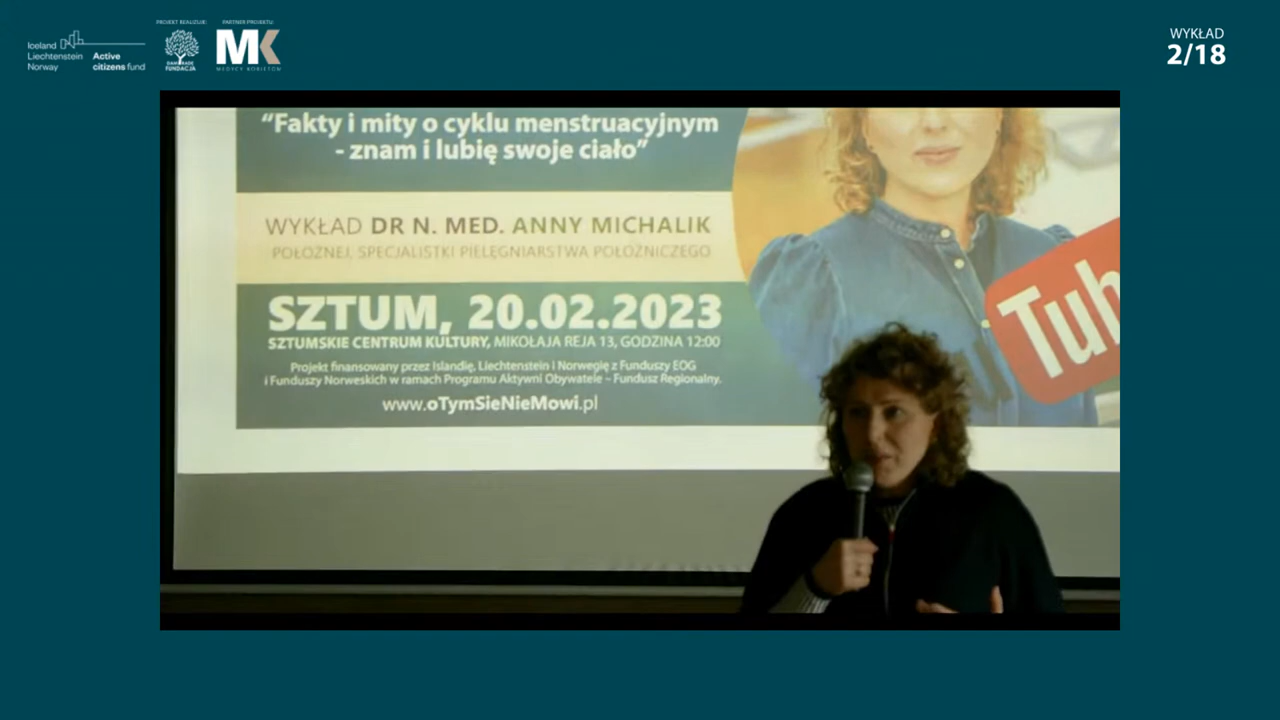 PROJEKT REALIZUJE:
PARTNER PROJEKTU:
Iceland
Liechtenstein
Norway
Active
citizens fund
FUNDACJA
MK
MEDYCY KOBIETOM
WYKŁAD
2/18
“Fakty i mity o cyklu menstruacyjnym
- znam i lubię swoje ciało”
WYKŁAD DR N. MED. ANNY MICHALIK
POŁOŻNEJ, SPECJALISTKI PIELĘGNIARSTWA POŁOŻNICZEGO
SZTUM, 20.02.2023
SZTUMSKIE CENTRUM KULTURY, MIKOŁAJA REJA 13, GODZINA 12:00
Projekt finansowany przez Islandię, Liechtenstein i Norwegię z Funduszy EOG
i Funduszy Norweskich w ramach Programu Aktywni Obywatele – Fundusz Regionalny.
www.oTymSieNieMowi.pl
Tub